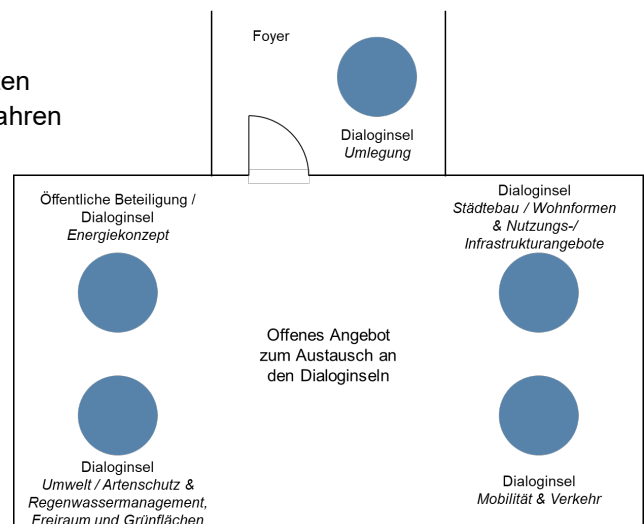 en
ahren
Foyer
Dialoginsel
Umlegung
Öffentliche Beteiligung /
Dialoginsel
Energiekonzept
Dialoginsel
Städtebau / Wohnformen
& Nutzungs-/
Infrastrukturangebote
Offenes Angebot
zum Austausch an
den Dialoginseln
Dialoginsel
Umwelt / Artenschutz &
Regenwassermanagement,
Freiraum und Grünflächen
Dialoginsel
Mobilität & Verkehr